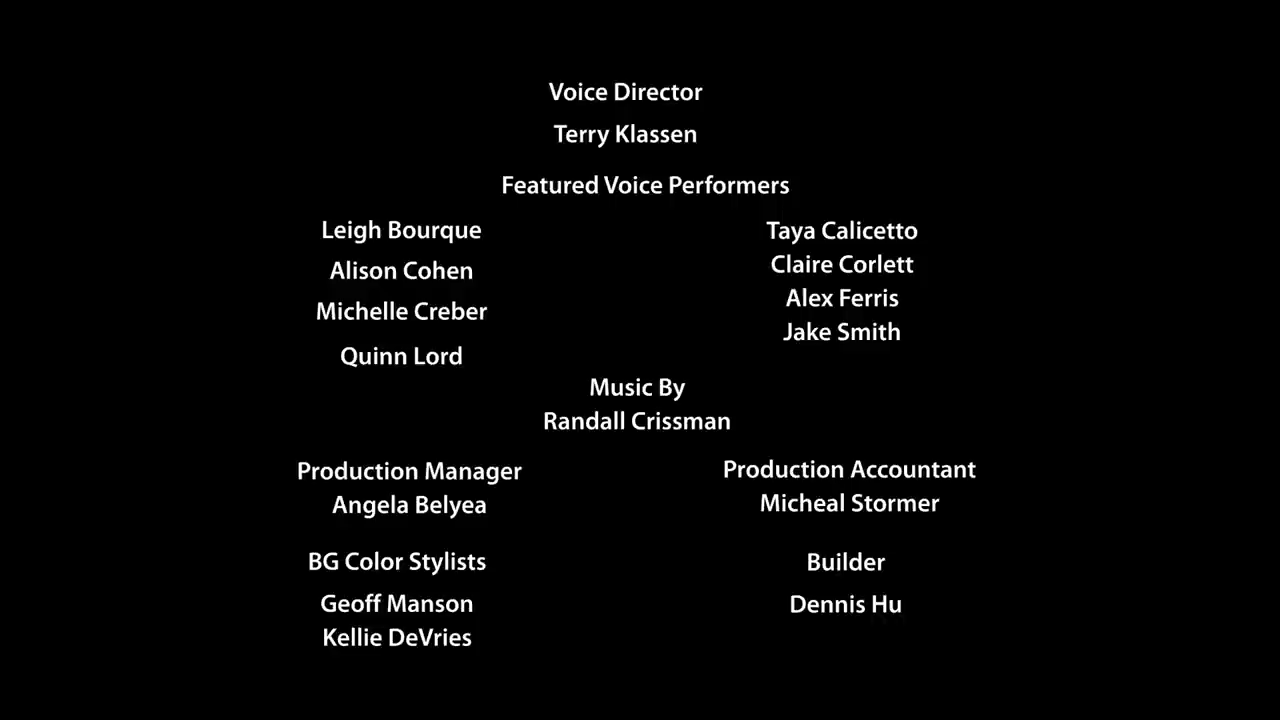 Voice Director
Terry Klassen
Featured Voice Performers
Leigh Bourque
Alison Cohen
Michelle Creber
Quinn Lord
Taya Calicetto
Claire Corlett
Alex Ferris
Jake Smith
Music By
Randall Crissman
Production Manager
Angela Belyea
Production Accountant
Micheal Stormer
BG Color Stylists
Geoff Manson
Kellie DeVries
Builder
Dennis Hu